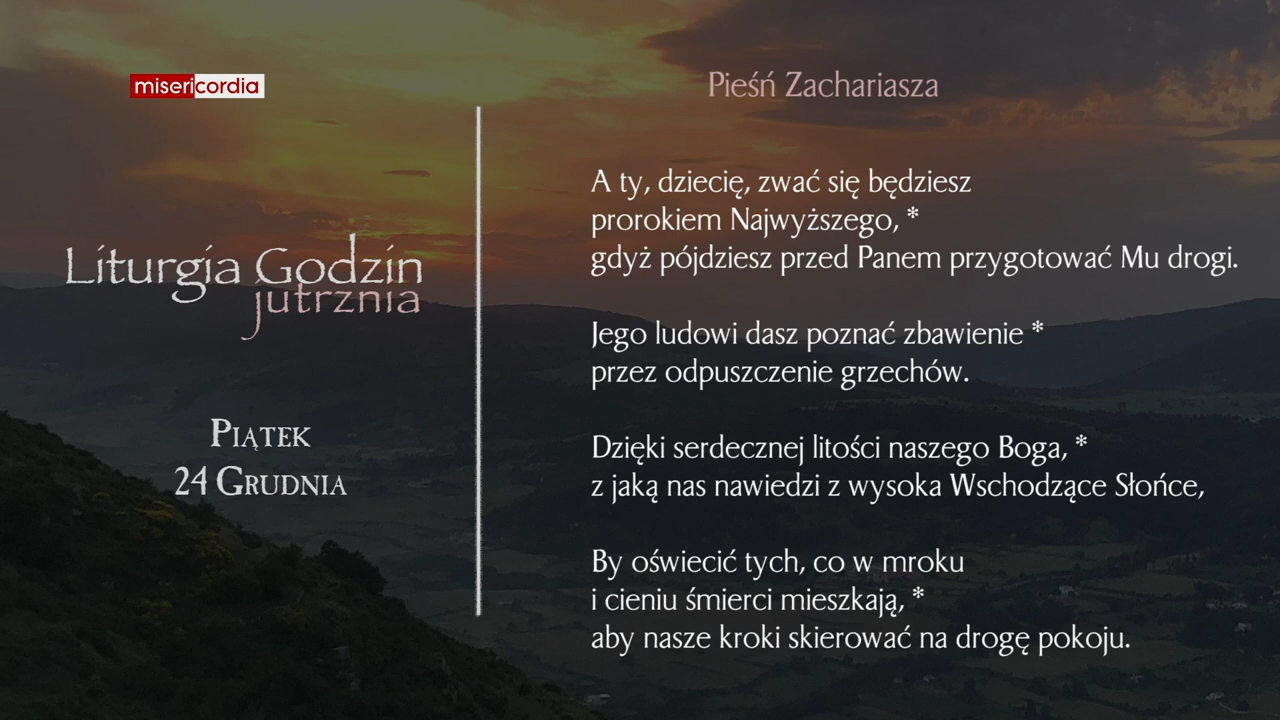 misericordia
Liturgia Godzin
jutrznia
Piątek
24 Grudnia
Pieśń Zachariasza
A ty, dziecię, zwać się będziesz
prorokiem Najwyższego, *
gdyż pójdziesz przed Panem przygotować Mu drogi.
Jego ludowi dasz poznać zbawienie *
przez odpuszczenie grzechów.
Dzięki serdecznej litości naszego Boga, *
z jaką nas nawiedzi z wysoka Wschodzące Słońce,
By oświecić tych, co w mroku
i cieniu śmierci mieszkają, *
aby nasze kroki skierować na drogę pokoju.